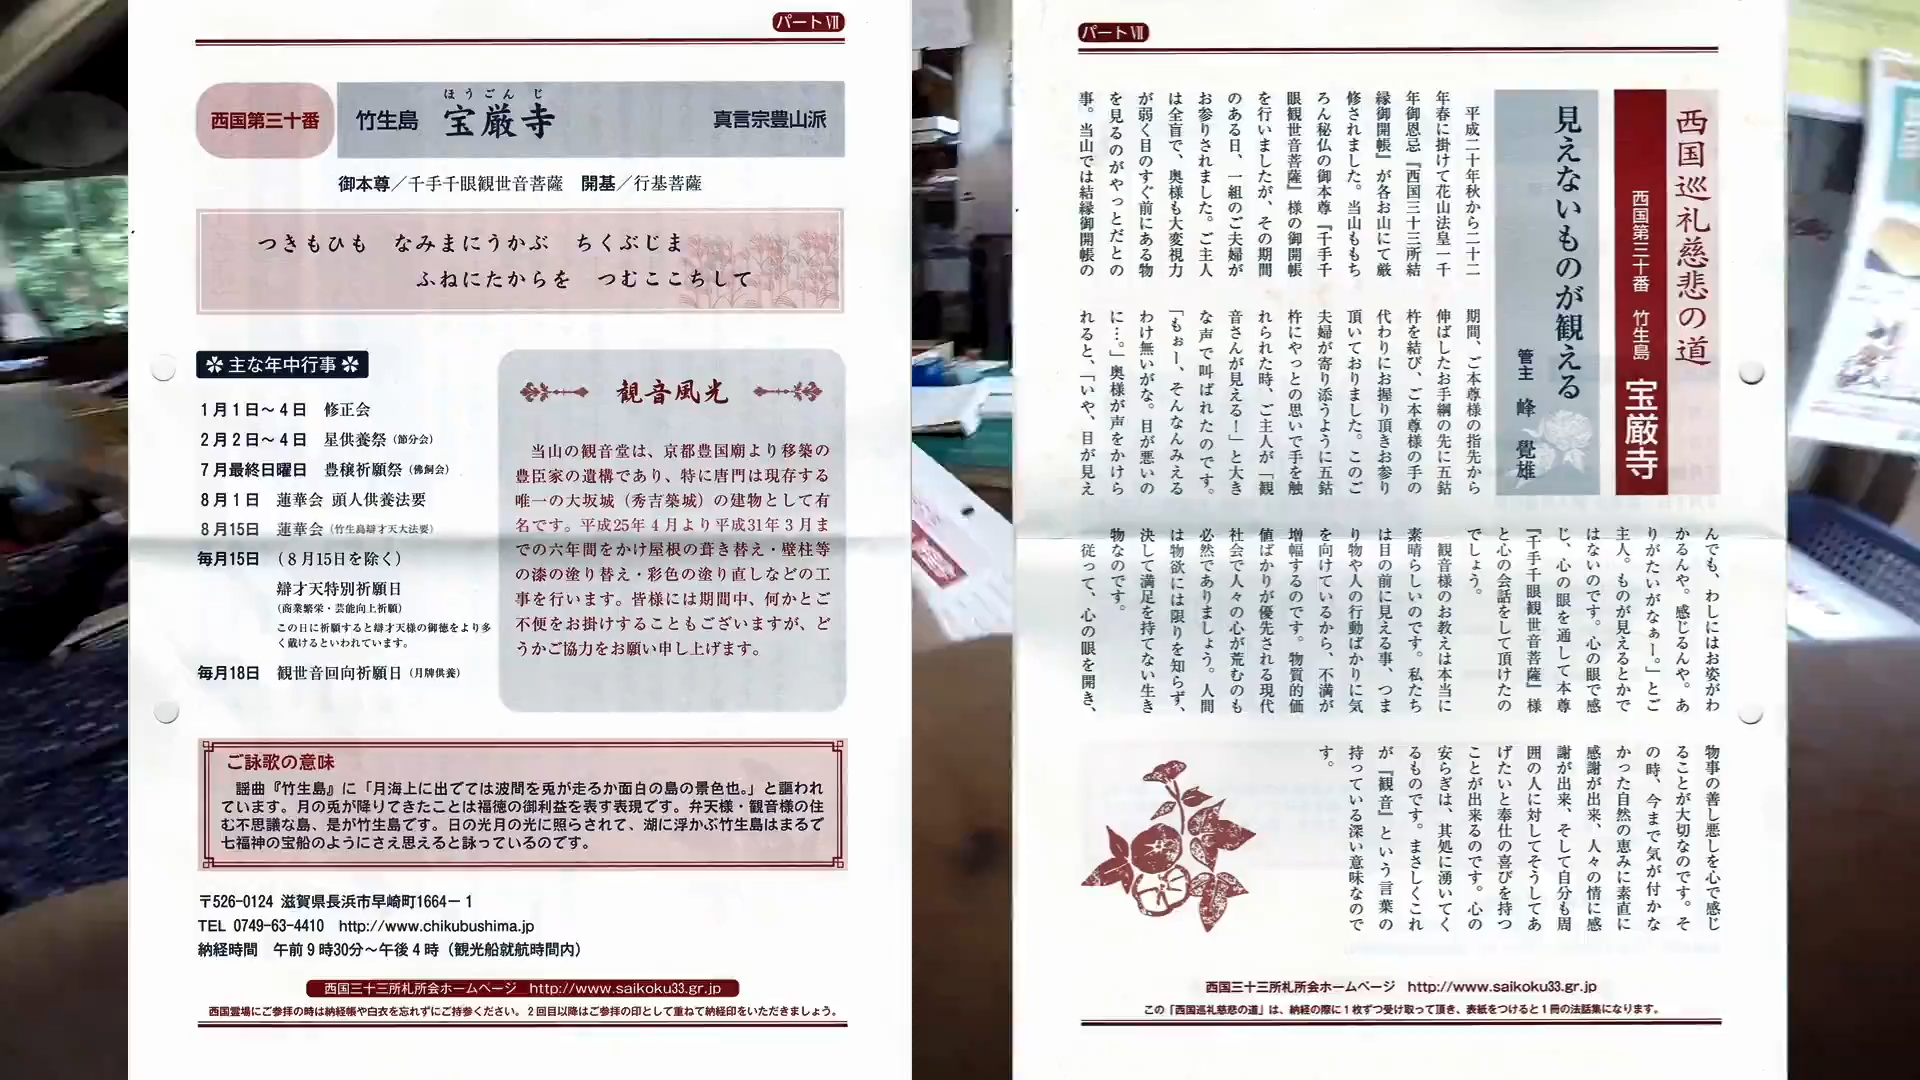 パートⅦ
西国第三十番
竹生島
ほうごんじ
宝厳寺
真言宗豊山派
御本尊／千手千眼観世音菩薩　開基／行基菩薩
つきもひも　なみまにうかぶ　ちくぶじま
ふねにたからを　つむここちして
主な年中行事
1月1日～4日　修正会
2月2日～4日　星供養祭（節分会）
7月最終日曜日　豊穣祈願祭（佛餉会）
8月1日　蓮華会 頭人供養法要
8月15日　蓮華会（竹生島辯才天大法要）
毎月15日　（8月15日を除く）
辯才天特別祈願日
（商業繁栄・芸能向上祈願）
この日に祈願すると辯才天様の御徳をより多
く戴けるといわれています。
毎月18日　観世音回向祈願日（月牌供養）
観音風光
当山の観音堂は、京都豊国廟より移築の
豊臣家の遺構であり、特に唐門は現存する
唯一の大坂城（秀吉築城）の建物として有
名です。平成25年4月より平成31年3月ま
での六年間をかけ屋根の葺き替え・壁柱等
の漆の塗り替え・彩色の塗り直しなどの工
事を行います。皆様には期間中、何かとご
不便をお掛けすることもございますが、ど
うかご協力をお願い申し上げます。
ご詠歌の意味
謡曲『竹生島』に「月海上に出でては波間を兎が走るか面白の島の景色也。」と謳われ
ています。月の兎が降りてきたことは福徳の御利益を表す表現です。弁天様・観音様の住
む不思議な島、是が竹生島です。日の光月の光に照らされて、湖に浮かぶ竹生島はまるで
七福神の宝船のようにさえ思えると詠っているのです。
〒526-0124 滋賀県長浜市早崎町1664－1
TEL 0749-63-4410　http://www.chikubushima.jp
納経時間　午前9時30分～午後4時（観光船就航時間内）
西国三十三所札所会ホームページ　http://www.saikoku33.gr.jp
西国霊場にご参拝の時は納経帳や白衣を忘れずにご持参ください。2回目以降はご参拝の印として重ねて納経印をいただきましょう。
パートⅦ
西国巡礼慈悲の道
西国第三十番　竹生島　宝厳寺
見えないものが観える
管主　峰　覺雄
平成二十年秋から二十二
年春に掛けて花山法皇一千
年御恩忌『西国三十三所結
縁御開帳』が各お山にて厳
修されました。当山ももち
ろん秘仏の御本尊『千手千
眼観世音菩薩』様の御開帳
を行いましたが、その期間
のある日、一組のご夫婦が
お参りされました。ご主人
は全盲で、奥様も大変視力
が弱く目のすぐ前にある物
を見るのがやっとだとの
事。当山では結縁御開帳の
期間、ご本尊様の指先から
伸ばしたお手綱の先に五鈷
杵を結び、ご本尊様の手の
代わりにお握り頂きお参り
頂いておりました。このご
夫婦が寄り添うように五鈷
杵にやっとの思いで手を触
れられた時、ご主人が「観
音さんが見える！」と大き
な声で叫ばれたのです。
「もぉー、そんなんみえる
わけ無いがな。目が悪いの
に…。」奥様が声をかけら
れると、「いや、目が見え
んでも、わしにはお姿がわ
かるんや。感じるんや。あ
りがたいがなぁー。」とご
主人。ものが見えるとかで
はないのです。心の眼で感
じ、心の眼を通して本尊
『千手千眼観世音菩薩』様
と心の会話をして頂けたの
でしょう。
観音様のお教えは本当に
素晴らしいのです。私たち
は目の前に見える事、つま
り物や人の行動ばかりに気
を向けているから、不満が
増幅するのです。物質的価
値ばかりが優先される現代
社会で人々の心が荒むのも
必然でありましょう。人間
は物欲には限りを知らず、
決して満足を持てない生き
物なのです。
従って、心の眼を開き、
物事の善し悪しを心で感じ
ることが大切なのです。そ
の時、今まで気が付かな
かった自然の恵みに素直に
感謝が出来、人々の情に感
謝が出来、そして自分も周
囲の人に対してそうしてあ
げたいと奉仕の喜びを持つ
ことが出来るのです。心の
安らぎは、其処に湧いてく
るものです。まさしくこれ
が『観音』という言葉の
持っている深い意味なので
す。
西国三十三所札所会ホームページ　http://www.saikoku33.gr.jp
この「西国巡礼慈悲の道」は、納経の際に1枚ずつ受け取って頂き、表紙をつけると1冊の法話集になります。